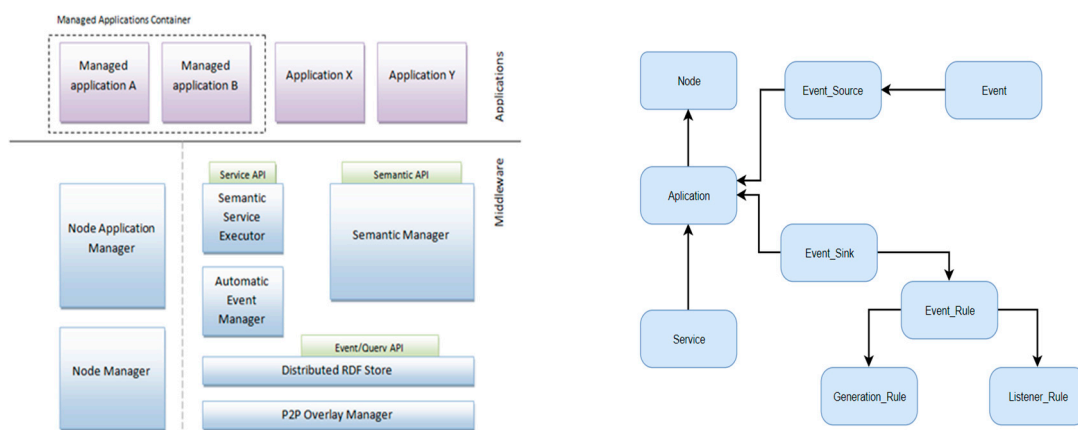 Managed Applications Container
Managed
application A
Managed
application B
Application X
Application Y
Applications
Middleware
Node Application
Manager
Node Manager
Service API
Semantic
Service
Executor
Automatic
Event
Manager
Semantic API
Semantic Manager
Event/Query API
Distributed RDF Store
P2P Overlay Manager
Node
Event_Source
Event
Aplication
Event_Sink
Service
Event_Rule
Generation_Rule
Listener_Rule